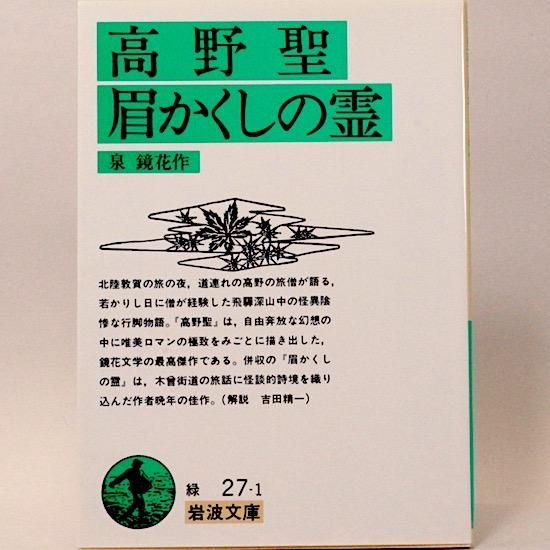 高野聖
眉かくしの霊
泉 鏡花作
北陸敦賀の旅の夜，道連れの高野の旅僧が語る，
若かりし日に僧が経験した飛驒深山中の怪異陰
惨な行脚物語。『高野聖』は，自由奔放な幻想の
中に唯美ロマンの極致をみごとに描き出した，
鏡花文学の最高傑作である。併収の『眉かくし
の霊』は，木曾街道の旅話に怪談的詩境を織り
込んだ作者晩年の佳作。（解説　吉田精一）
緑 27-1
岩波文庫